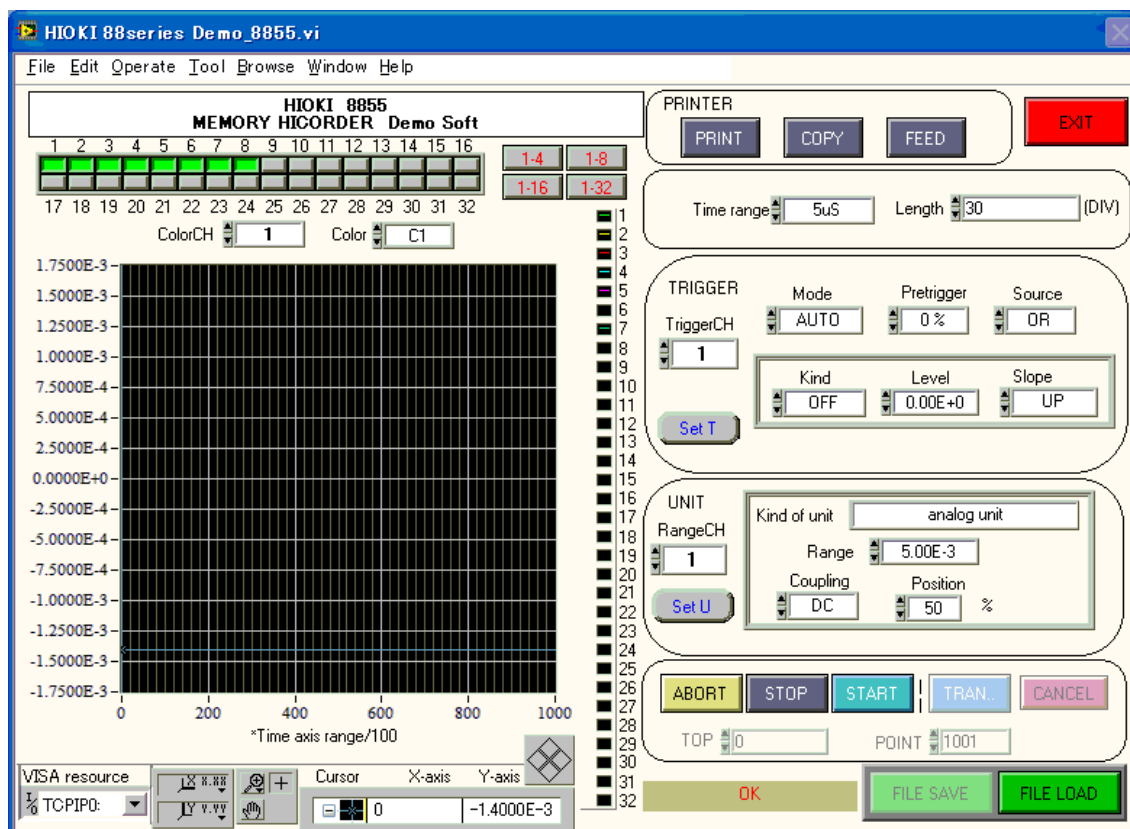 HIOKI 88series Demo_8855.vi
File Edit Operate Tool Browse Window Help
HIOKI 8855
MEMORY HICORDER Demo Soft
1 2 3 4 5 6 7 8 9 10 11 12 13 14 15 16
17 18 19 20 21 22 23 24 25 26 27 28 29 30 31 32
1-4 1-8
1-16 1-32
ColorCH 1 Color C1
1.7500E-3
1.5000E-3
1.2500E-3
1.0000E-3
7.5000E-4
5.0000E-4
2.5000E-4
0.0000E+0
-2.5000E-4
-5.0000E-4
-7.5000E-4
-1.0000E-3
-1.2500E-3
-1.5000E-3
-1.7500E-3
0 200 400 600 800 1000
*Time axis range/100
1
2
3
4
5
6
7
8
9
10
11
12
13
14
15
16
17
18
19
20
21
22
23
24
25
26
27
28
29
30
31
32
VISA resource
I/O TCPIP0:
X X.XX
Y Y.YY
Cursor X-axis Y-axis
0 -1.4000E-3
PRINTER
PRINT COPY FEED
EXIT
Time range 5uS Length 30 (DIV)
TRIGGER
TriggerCH
1
Set T
Mode Pretrigger Source
AUTO 0 % OR
Kind Level Slope
OFF 0.00E+0 UP
UNIT
RangeCH
1
Set U
Kind of unit analog unit
Range 5.00E-3
Coupling Position
DC 50 %
ABORT STOP START TRAN.. CANCEL
TOP 0 POINT 1001
OK
FILE SAVE FILE LOAD